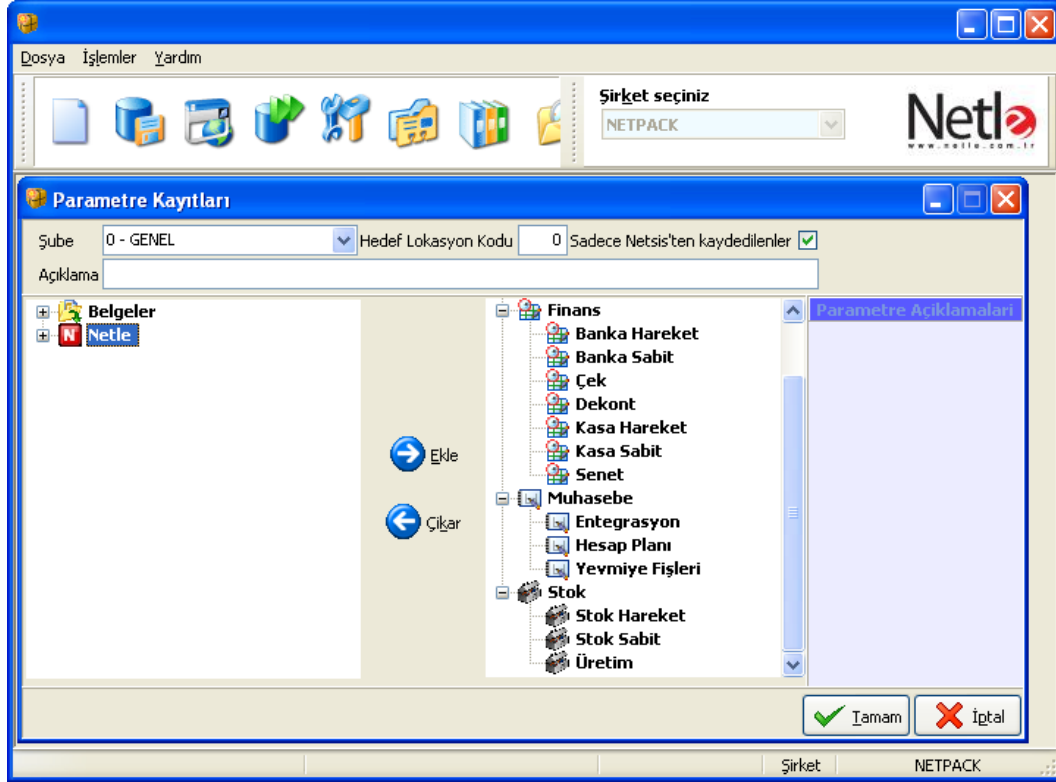 Dosya İşlemler Yardım
Şirket seçiniz
NETPACK
Netle
www.netle.com.tr
Parametre Kayıtları
Şube 0 - GENEL Hedef Lokasyon Kodu 0 Sadece Netsis'ten kaydedilenler
Açıklama
Belgeler
Netle
Ekle
Çikar
Finans
Banka Hareket
Banka Sabit
Çek
Dekont
Kasa Hareket
Kasa Sabit
Senet
Muhasebe
Entegrasyon
Hesap Planı
Yevmiye Fişleri
Stok
Stok Hareket
Stok Sabit
Üretim
Parametre Açiklamalari
Tamam İptal
Şirket NETPACK